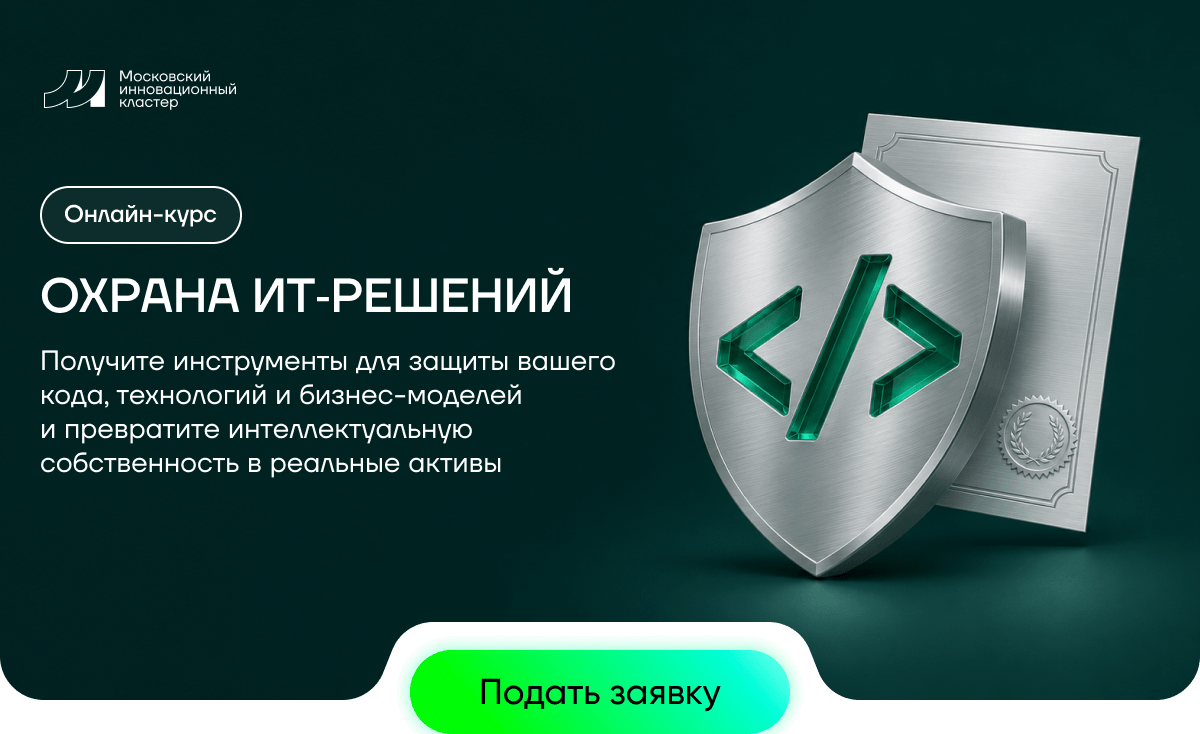 Московский
инновационный
кластер
Онлайн-курс
ОХРАНА ИТ-РЕШЕНИЙ
Получите инструменты для защиты вашего
кода, технологий и бизнес-моделей
и превратите интеллектуальную
собственность в реальные активы
</>
Подать заявку